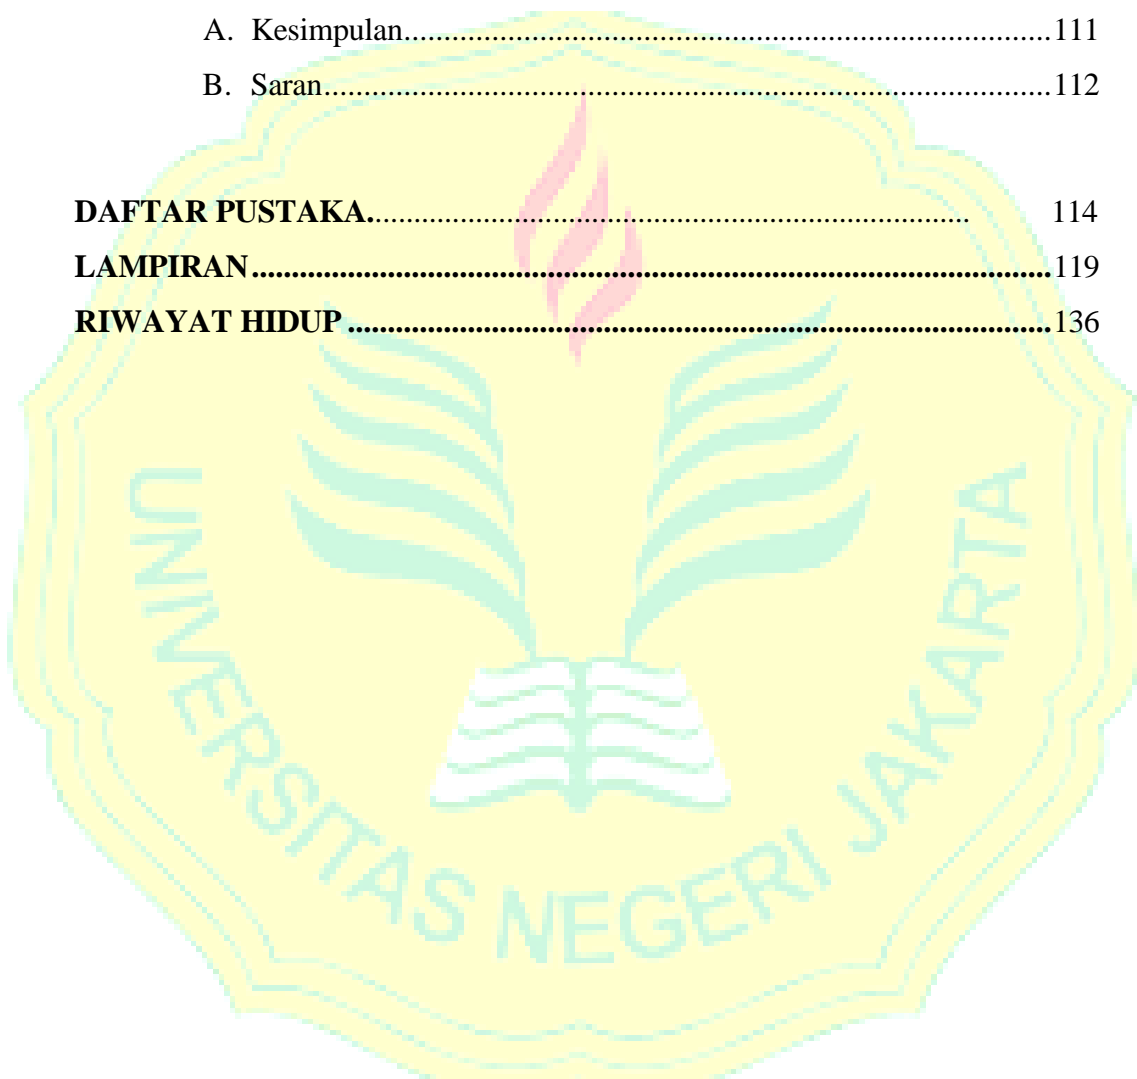 A. Kesimpulan....................................................................................111
B. Saran..............................................................................................112
DAFTAR PUSTAKA............................................................................. 114
LAMPIRAN.......................................................................................................119
RIWAYAT HIDUP...........................................................................................136
UNIVERSITAS NEGERI JAKARTA